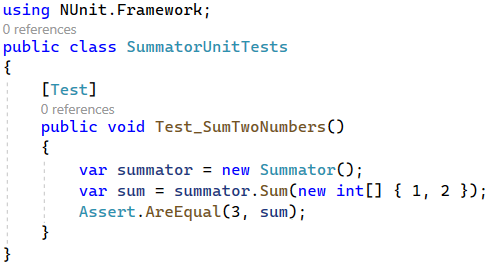 using NUnit.Framework;
0 references
public class SummatorUnitTests
{
[Test]
0 references
public void Test_SumTwoNumbers()
{
var summator = new Summator();
var sum = summator.Sum(new int[] { 1, 2 });
Assert.AreEqual(3, sum);
}
}